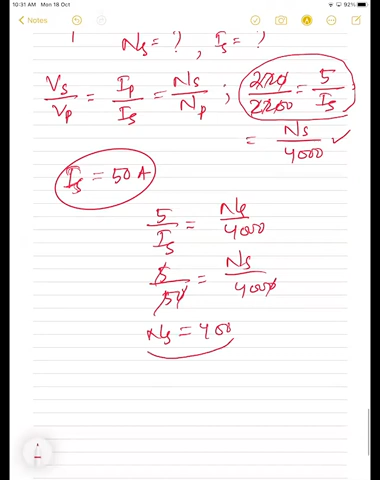 10:31 AM Mon 18 Oct
92%
Notes
Ns = ? , Is = ?
Vs/Vp = Ip/Is = Ns/Np ; 220/2200 = 5/Is
= Ns/4000 ✓
Is = 50 A
5/Is = Ns/4000
5/50 = Ns/4000
Ns = 400